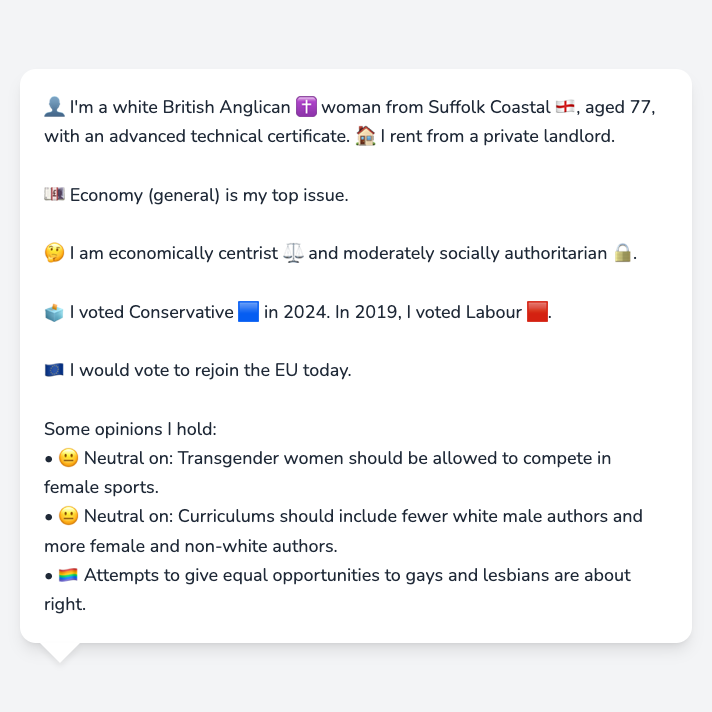 👤 I'm a white British Anglican ✝️ woman from Suffolk Coastal 🏴󠁧󠁢󠁥󠁮󠁧󠁿, aged 77,
with an advanced technical certificate. 🏠 I rent from a private landlord.
💷 Economy (general) is my top issue.
🤔 I am economically centrist ⚖️ and moderately socially authoritarian 🔒.
🗳️ I voted Conservative 🟦 in 2024. In 2019, I voted Labour 🟥.
🇪🇺 I would vote to rejoin the EU today.
Some opinions I hold:
• 😐 Neutral on: Transgender women should be allowed to compete in
female sports.
• 😐 Neutral on: Curriculums should include fewer white male authors and
more female and non-white authors.
• 🏳️‍🌈 Attempts to give equal opportunities to gays and lesbians are about
right.